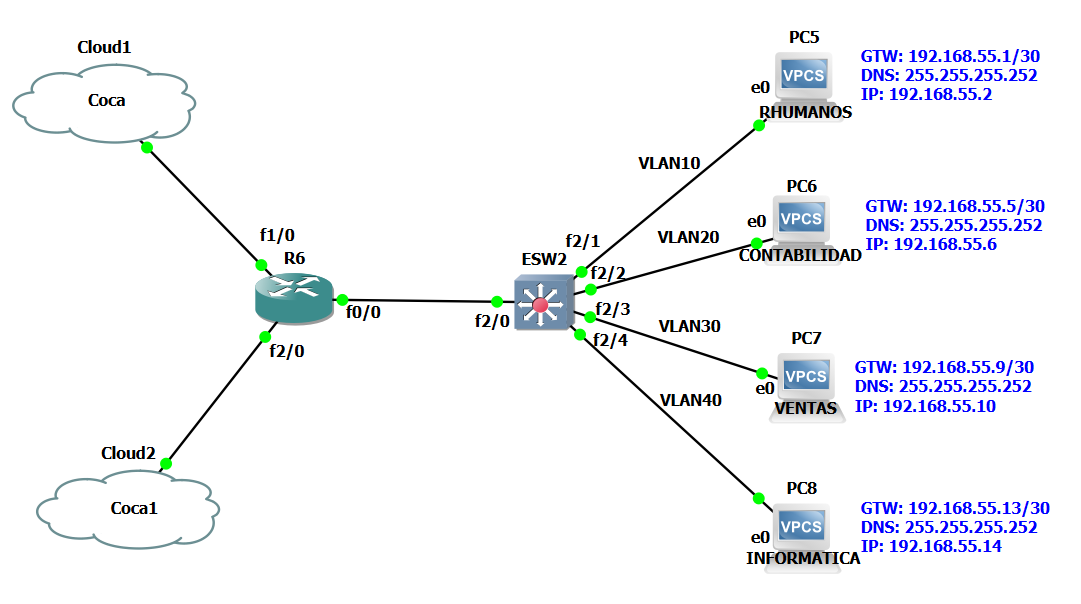 Cloud1
Coca
f1/0
R6
f0/0
f2/0
Cloud2
Coca1
ESW2
f2/0
f2/1
f2/2
f2/3
f2/4
VLAN10
VLAN20
VLAN30
VLAN40
PC5
VPCS
e0
RHUMANOS
GTW: 192.168.55.1/30
DNS: 255.255.255.252
IP: 192.168.55.2
PC6
VPCS
e0
CONTABILIDAD
GTW: 192.168.55.5/30
DNS: 255.255.255.252
IP: 192.168.55.6
PC7
VPCS
e0
VENTAS
GTW: 192.168.55.9/30
DNS: 255.255.255.252
IP: 192.168.55.10
PC8
VPCS
e0
INFORMATICA
GTW: 192.168.55.13/30
DNS: 255.255.255.252
IP: 192.168.55.14